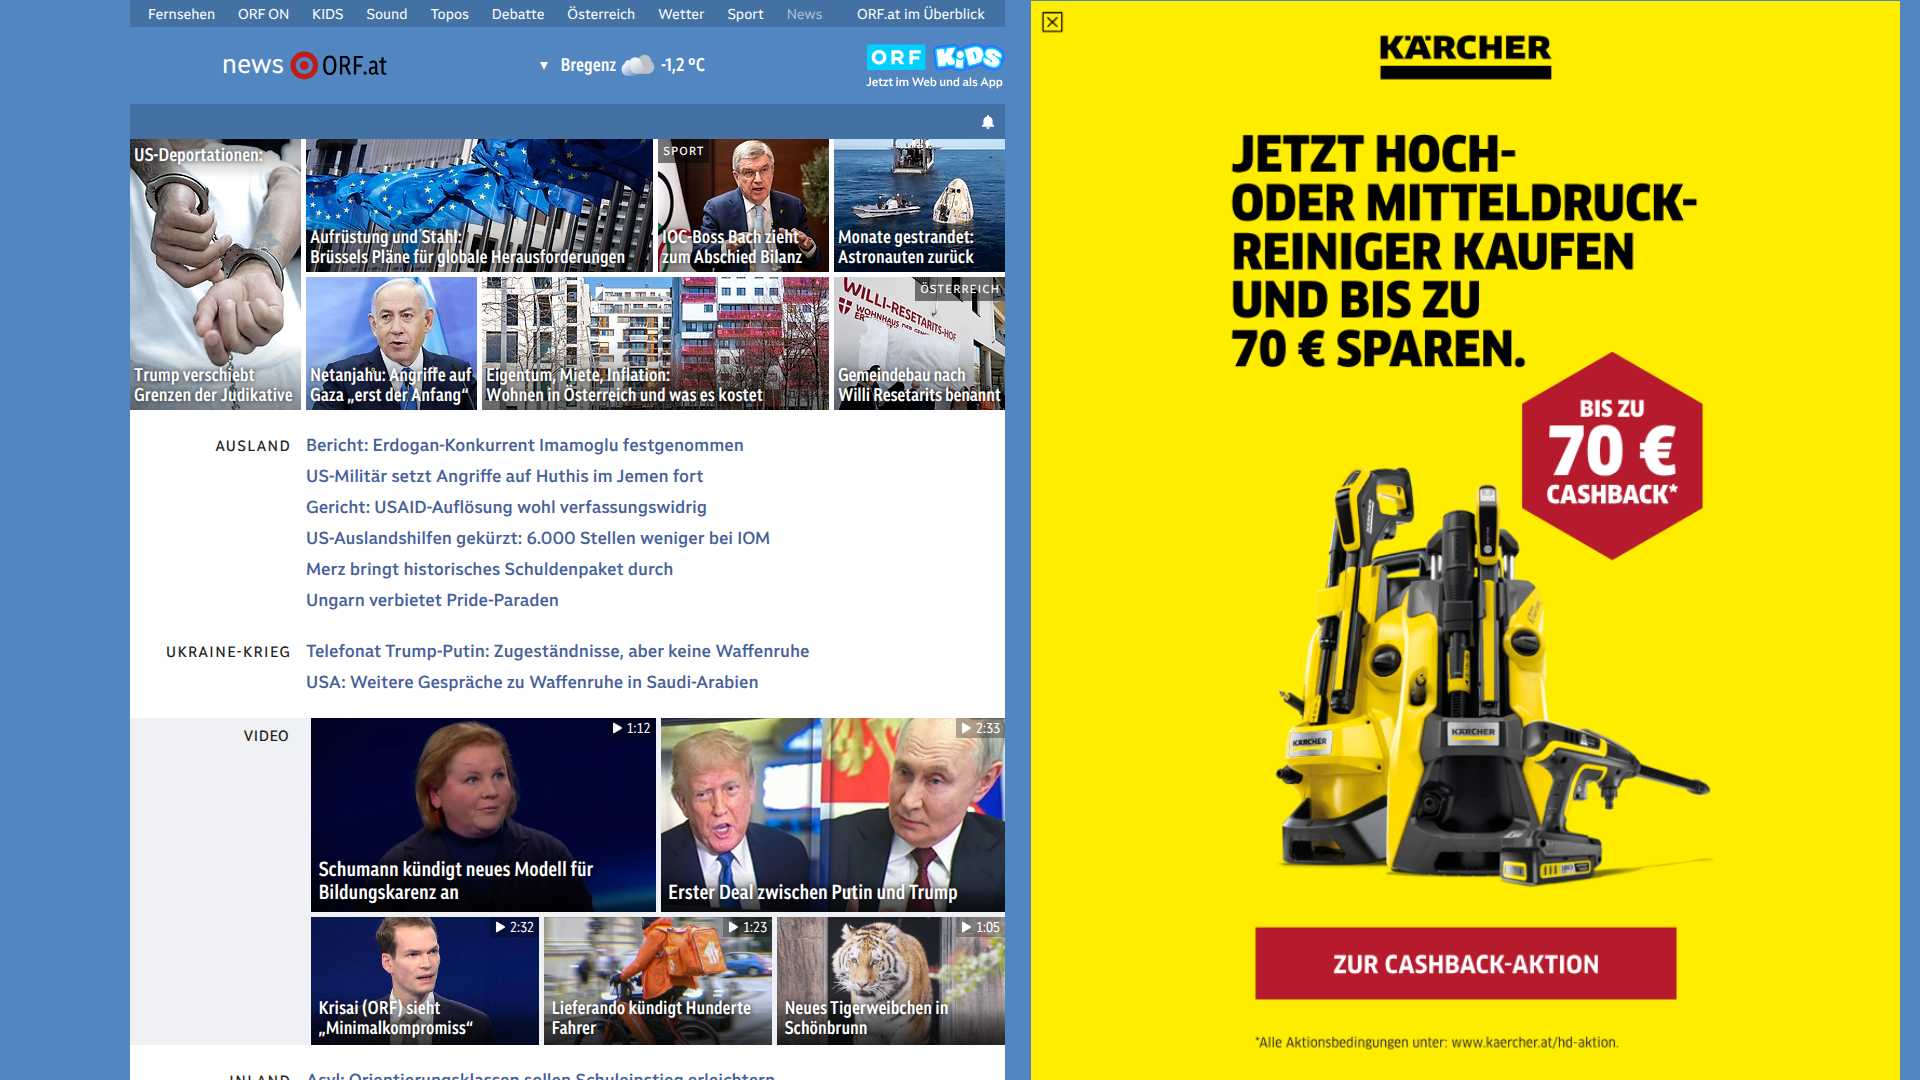 Fernsehen ORF ON KIDS Sound Topos Debatte Österreich Wetter Sport News ORF.at im Überblick
news ORF.at
Bregenz -1,2 °C
ORF KiDS
Jetzt im Web und als App
US-Deportationen:
Trump verschiebt
Grenzen der Judikative
Aufrüstung und Stahl:
Brüssels Pläne für globale Herausforderungen
SPORT
IOC-Boss Bach zieht
zum Abschied Bilanz
Monate gestrandet:
Astronauten zurück
Netanjahu: Angriffe auf
Gaza „erst der Anfang“
Eigentum, Miete, Inflation:
Wohnen in Österreich und was es kostet
ÖSTERREICH
WILLI-RESETARITS-HOF
WOHNHAUS DER
Gemeindebau nach
Willi Resetarits benannt
AUSLAND
Bericht: Erdogan-Konkurrent Imamoglu festgenommen
US-Militär setzt Angriffe auf Huthis im Jemen fort
Gericht: USAID-Auflösung wohl verfassungswidrig
US-Auslandshilfen gekürzt: 6.000 Stellen weniger bei IOM
Merz bringt historisches Schuldenpaket durch
Ungarn verbietet Pride-Paraden
UKRAINE-KRIEG
Telefonat Trump-Putin: Zugeständnisse, aber keine Waffenruhe
USA: Weitere Gespräche zu Waffenruhe in Saudi-Arabien
VIDEO
1:12
Schumann kündigt neues Modell für
Bildungskarenz an
2:33
Erster Deal zwischen Putin und Trump
2:32
Krisai (ORF) sieht
„Minimalkompromiss“
1:23
Lieferando kündigt Hunderte
Fahrer
1:05
Neues Tigerweibchen in
Schönbrunn
INLAND
Asyl: Orientierungsklassen sollen Schuleinstieg erleichtern
KÄRCHER
JETZT HOCH-
ODER MITTELDRUCK-
REINIGER KAUFEN
UND BIS ZU
70 € SPAREN.
BIS ZU
70 €
CASHBACK*
KÄRCHER
KÄRCHER
KÄRCHER
ZUR CASHBACK-AKTION
*Alle Aktionsbedingungen unter: www.kaercher.at/hd-aktion.